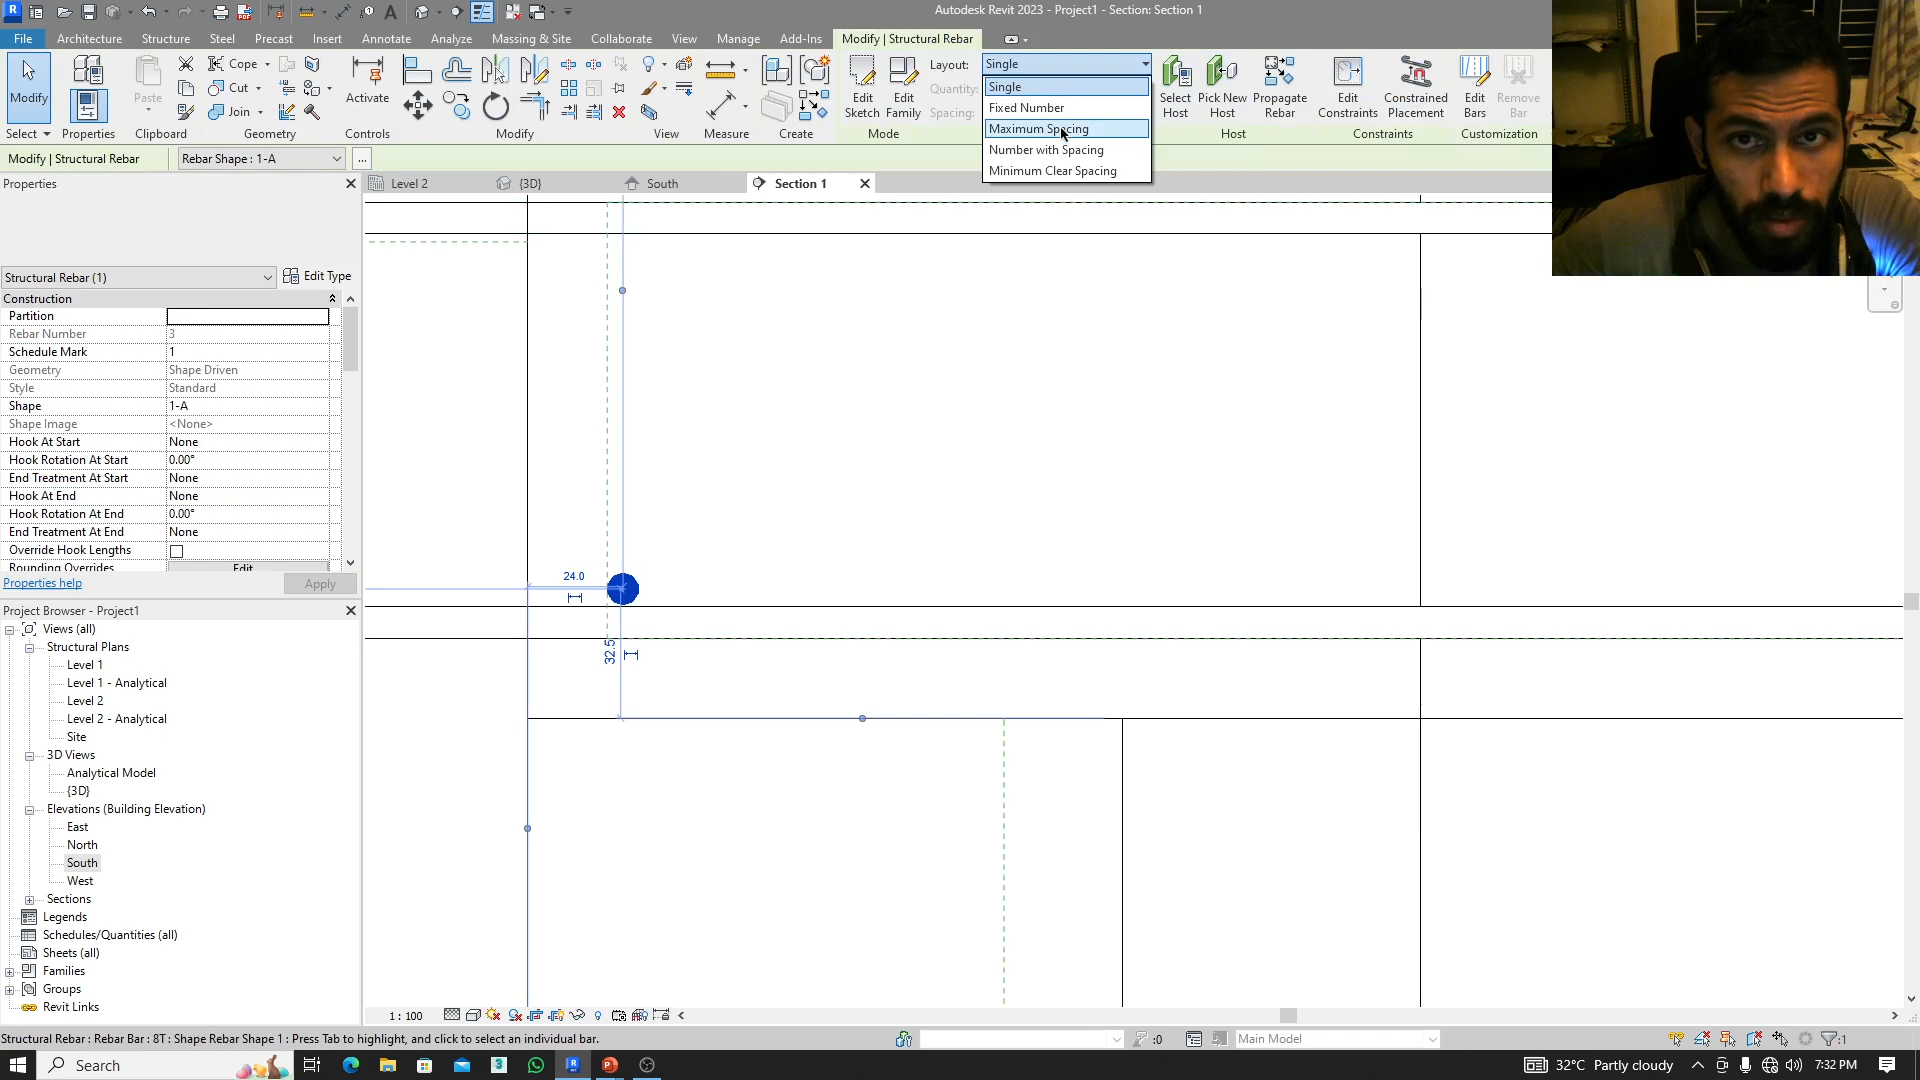 Autodesk Revit 2023 - Project1 - Section: Section 1
File Architecture Structure Steel Precast Insert Annotate Analyze Massing & Site Collaborate View Manage Add-Ins Modify | Structural Rebar
Modify
Select
Properties
Paste
Clipboard
Cope
Cut
Join
Geometry
Activate
Controls
Modify
View
Measure
Create
Edit Sketch
Edit Family
Mode
Layout: Single
Quantity:
Spacing:
Single
Fixed Number
Maximum Spacing
Number with Spacing
Minimum Clear Spacing
Select Host
Pick New Host
Propagate Rebar
Host
Edit Constraints
Constrained Placement
Constraints
Edit Bars
Remove Bar
Customization
Modify | Structural Rebar
Rebar Shape : 1-A
...
Properties
Level 2
{3D}
South
Section 1
Structural Rebar (1)
Edit Type
Construction
Partition
Rebar Number 3
Schedule Mark 1
Geometry Shape Driven
Style Standard
Shape 1-A
Shape Image <None>
Hook At Start None
Hook Rotation At Start 0.00°
End Treatment At Start None
Hook At End None
Hook Rotation At End 0.00°
End Treatment At End None
Override Hook Lengths
Rounding Overrides Edit
Properties help
Apply
24.0
32.5
Project Browser - Project1
Views (all)
Structural Plans
Level 1
Level 1 - Analytical
Level 2
Level 2 - Analytical
Site
3D Views
Analytical Model
{3D}
Elevations (Building Elevation)
East
North
South
West
Sections
Legends
Schedules/Quantities (all)
Sheets (all)
Families
Groups
Revit Links
1 : 100
Structural Rebar : Rebar Bar : 8T : Shape Rebar Shape 1 : Press Tab to highlight, and click to select an individual bar.
:0
Main Model
:1
Search
32°C Partly cloudy
7:32 PM